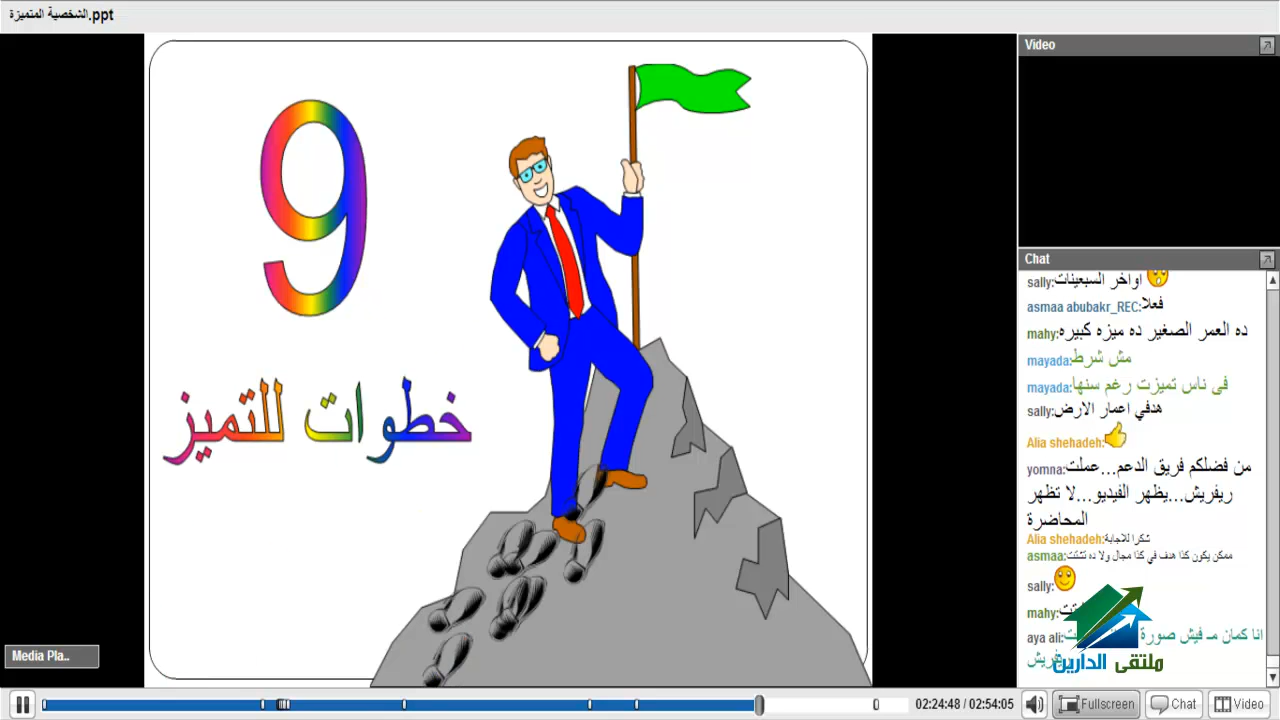 الشخصية المتميزة.ppt
9
خطوات للتميز
Video
Chat
sally:اواخر السبعينات
asmaa abubakr_REC:فعلا
mahy:ده العمر الصغير ده ميزه كبيره
mayada:مش شرط
mayada:فى ناس تميزت رغم سنها
sally:هدفي اعمار الارض
Alia shehadeh:
yomna:من فضلكم فريق الدعم...عملت
ريفريش...يظهر الفيديو...لا تظهر
المحاضرة
Alia shehadeh:شكرا للاجابة
asmaa:ممكن يكون كذا هدف في كذا مجال ولا ده تشتت
sally:
mahy:
aya ali:انا كمان مـ فيش صورة
ملتقى الدارين
Media Pla..
02:24:48 / 02:54:05
Fullscreen
Chat
Video